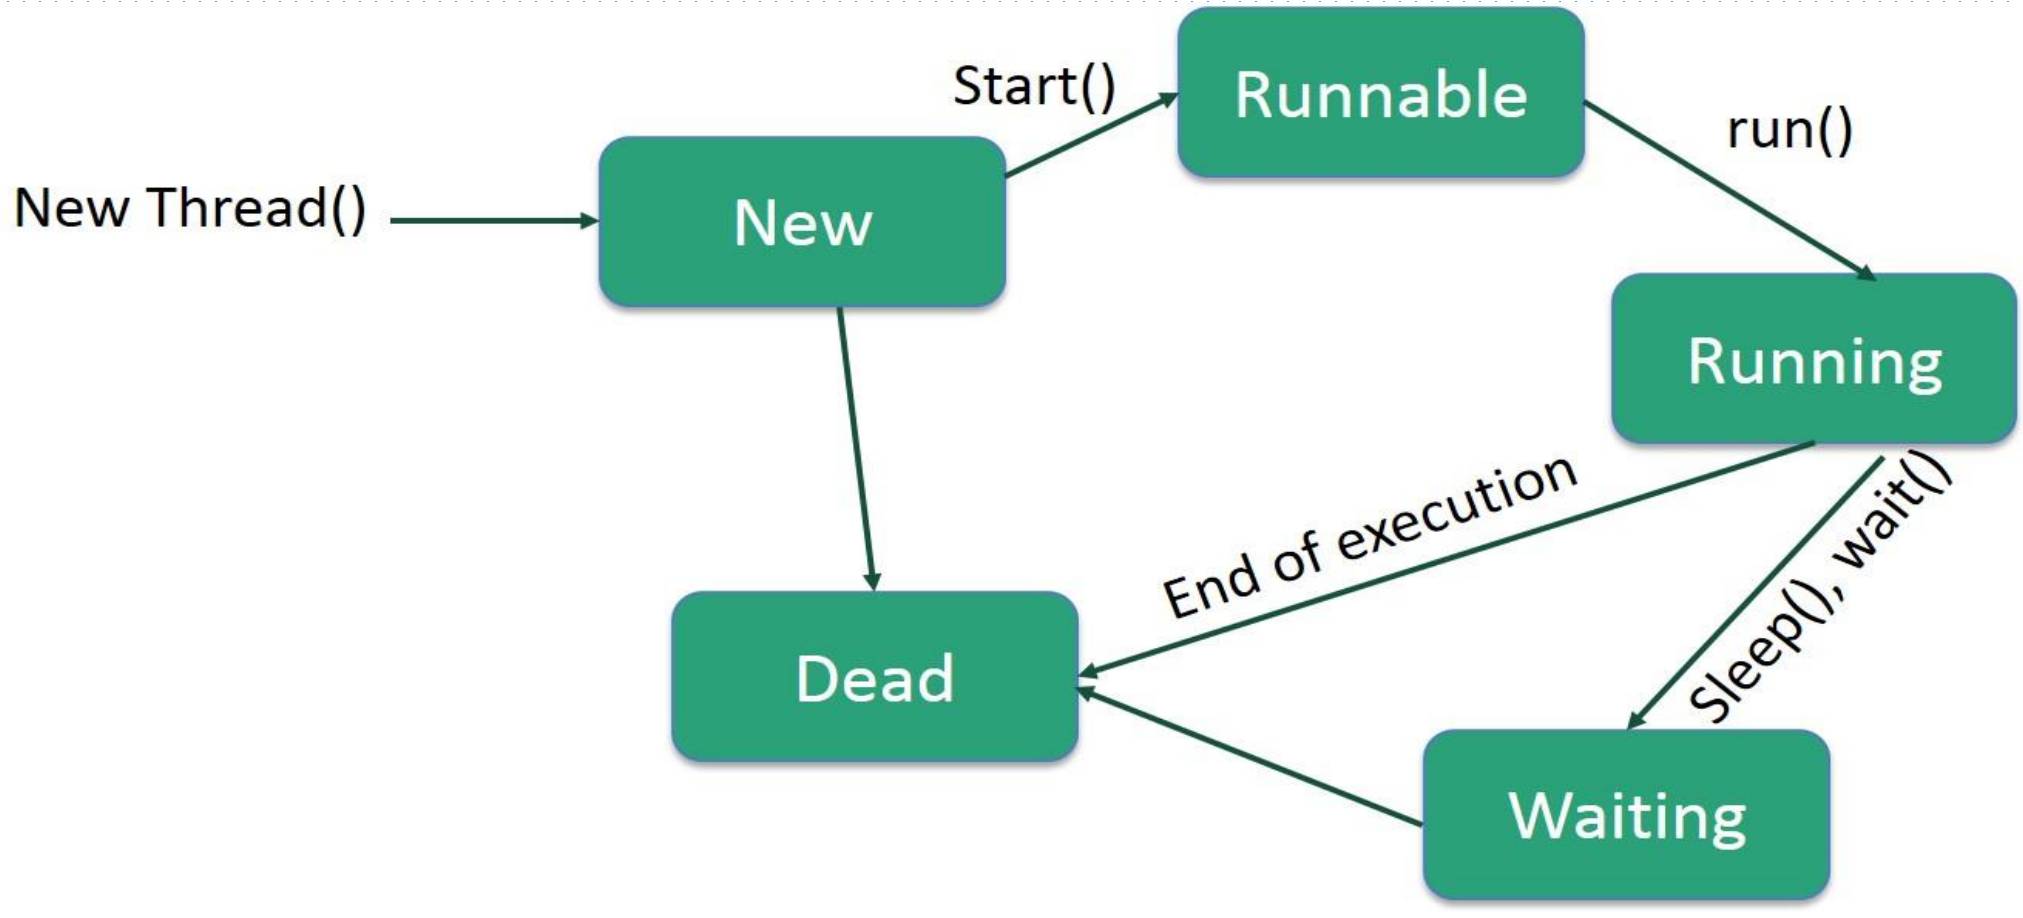 Start()
Runnable
run()
New Thread()
New
Running
End of execution
Sleep(), wait()
Dead
Waiting